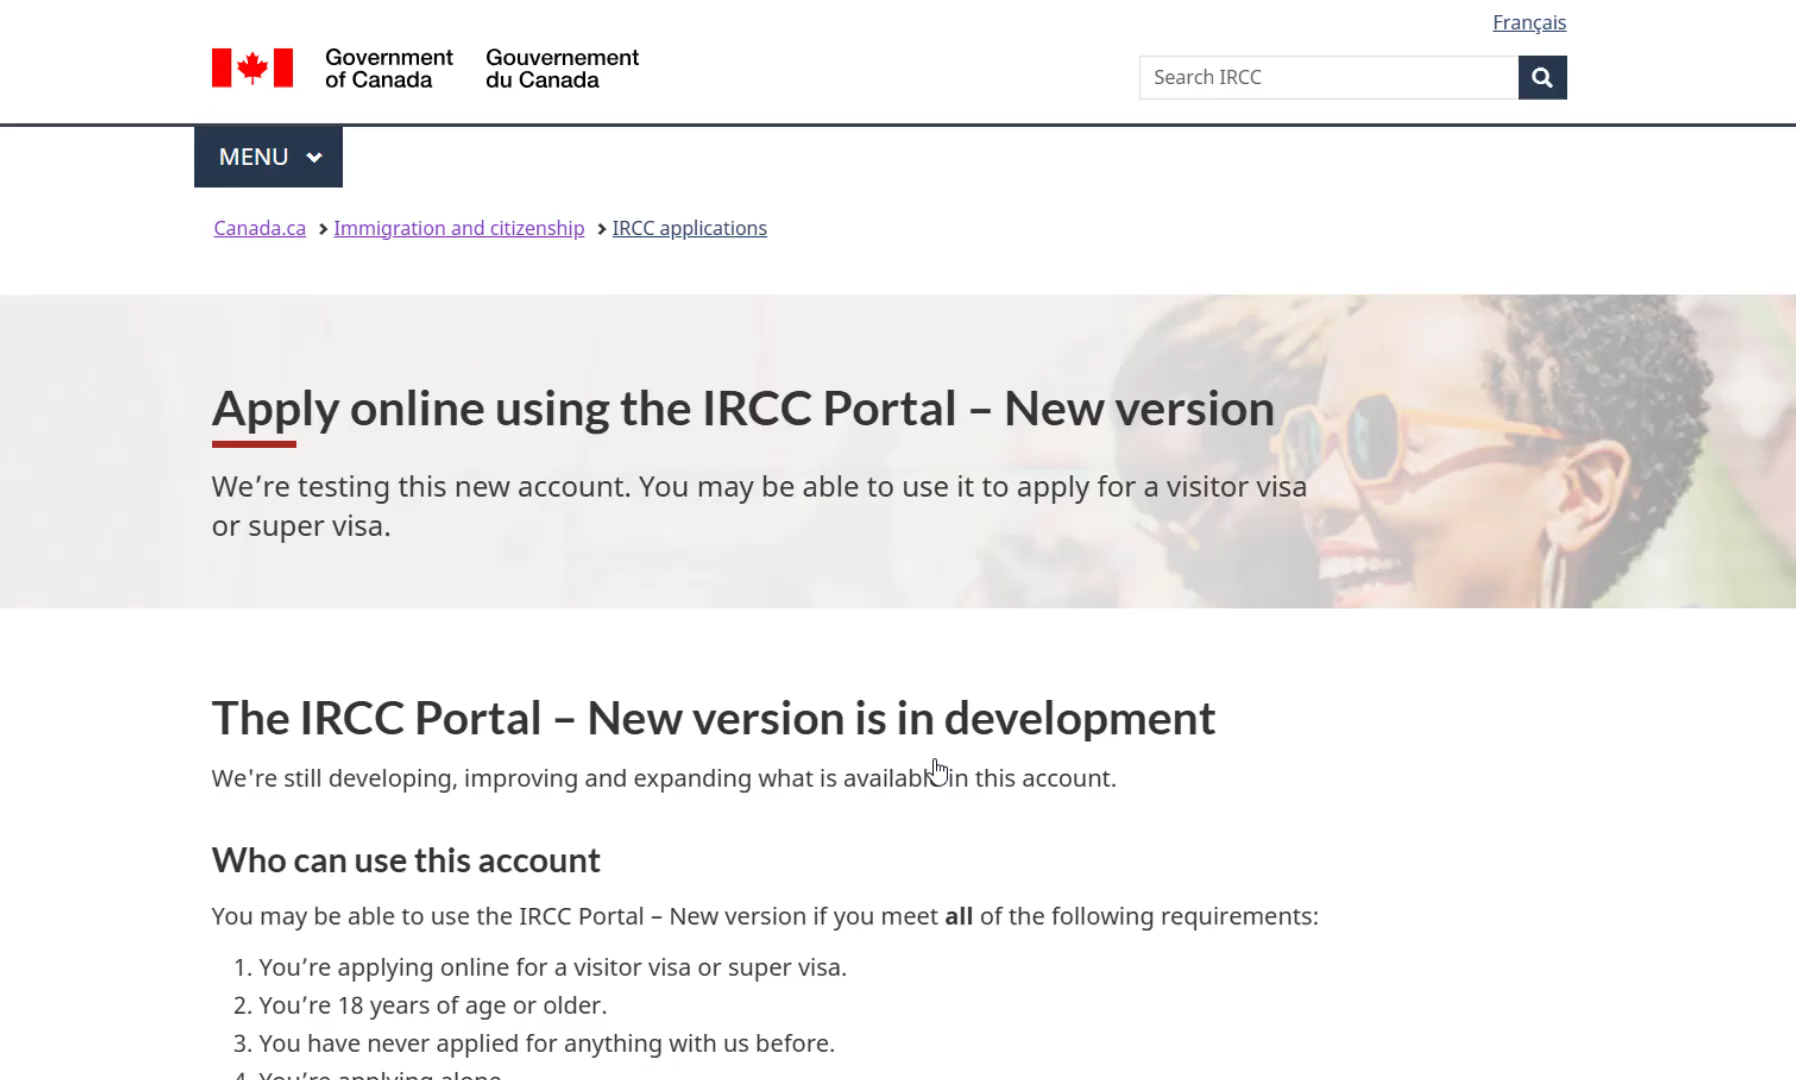 Français
Government of Canada
Gouvernement du Canada
Search IRCC
MENU
Canada.ca
Immigration and citizenship
IRCC applications
Apply online using the IRCC Portal – New version
We’re testing this new account. You may be able to use it to apply for a visitor visa
or super visa.
The IRCC Portal – New version is in development
We're still developing, improving and expanding what is available in this account.
Who can use this account
You may be able to use the IRCC Portal – New version if you meet all of the following requirements:
1. You’re applying online for a visitor visa or super visa.
2. You’re 18 years of age or older.
3. You have never applied for anything with us before.
4. You’re applying alone.